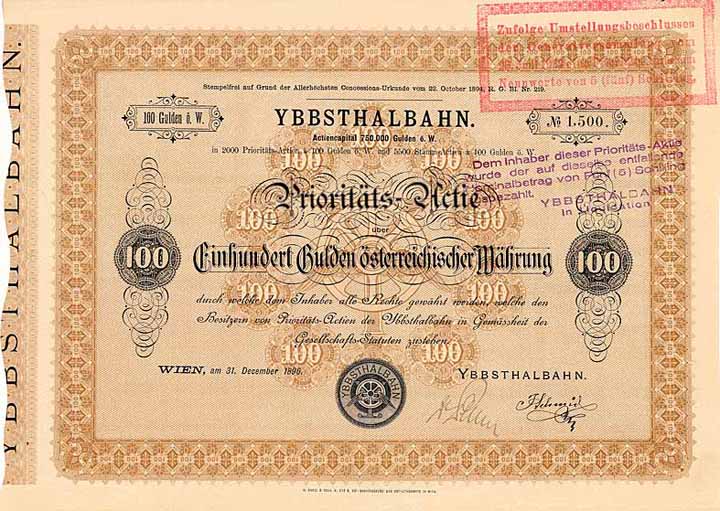 YBBSTHALBAHN.
Zufolge Umstellungsbeschlusses
Nennworte von 5 (fünf)
Stempelfrei auf Grund der Allerhöchsten Concessions-Urkunde vom 22. October 1894, R. G. Bl. Nr. 219.
100 Gulden ö. W.
YBBSTHALBAHN.
№ 1.500.
Actiencapital 750.000 Gulden ö. W.
in 2000 Prioritäts-Actien à 100 Gulden ö. W. und 5500 Stamm-Actien à 100 Gulden ö. W.
Dem Inhaber dieser Prioritäts-Aktie
wurde der auf dieselbe entfallende
von (5) Schilling
YBBSTHALBAHN
in
Prioritäts-Actie
über
100 Einhundert Gulden österreichischer Währung 100
durch welche dem Inhaber alle Rechte gewährt werden, welche den
Besitzern von Prioritäts-Actien der Ybbsthalbahn in Gemässheit der
Gesellschafts-Statuten zustehen.
WIEN, am 31. December 1896.
YBBSTHALBAHN.
YBBSTHALBAHN